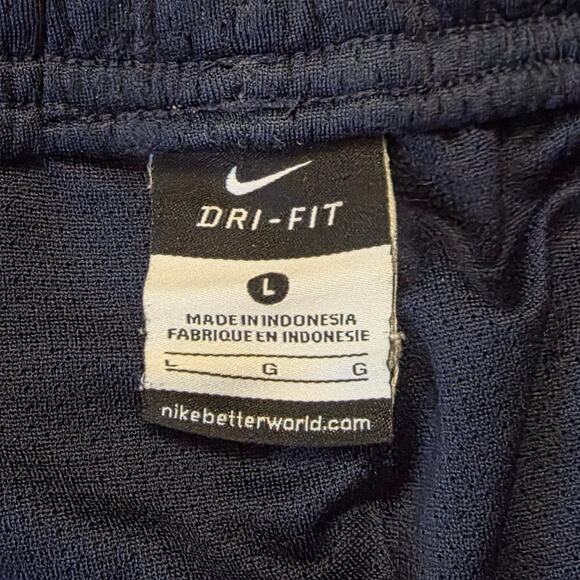 DRI-FIT
L
MADE IN INDONESIA
FABRIQUE EN INDONESIE
L G G
nikebetterworld.com